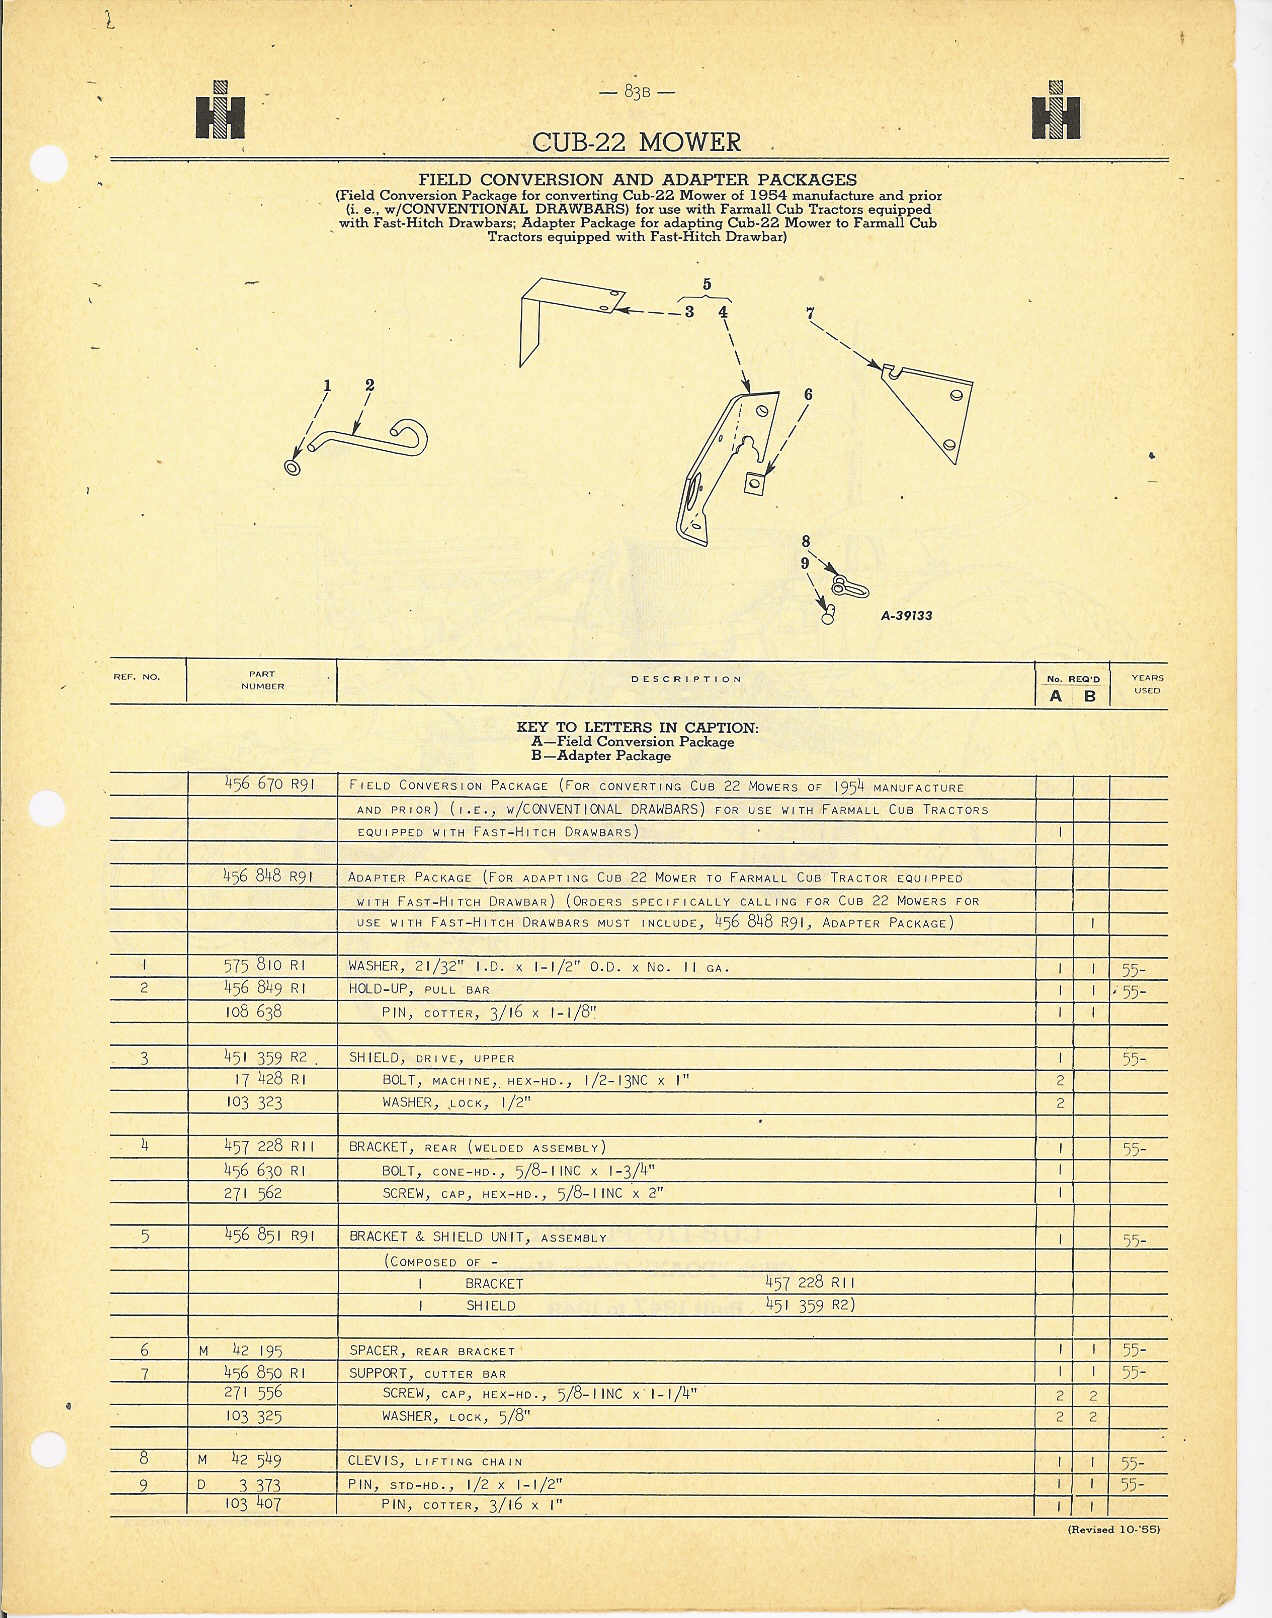 2
— 83B —
CUB-22 MOWER
FIELD CONVERSION AND ADAPTER PACKAGES
(Field Conversion Package for converting Cub-22 Mower of 1954 manufacture and prior
(i. e., w/CONVENTIONAL DRAWBARS) for use with Farmall Cub Tractors equipped
with Fast-Hitch Drawbars; Adapter Package for adapting Cub-22 Mower to Farmall Cub
Tractors equipped with Fast-Hitch Drawbar)
5
3 4 7
1 2 6
8
9
A-39133
REF. NO. PART NUMBER DESCRIPTION No. REQ'D A B YEARS USED
KEY TO LETTERS IN CAPTION:
A—Field Conversion Package
B—Adapter Package
456 670 R91 FIELD CONVERSION PACKAGE (FOR CONVERTING CUB 22 MOWERS OF 1954 MANUFACTURE
AND PRIOR) (I.E., W/CONVENTIONAL DRAWBARS) FOR USE WITH FARMALL CUB TRACTORS
EQUIPPED WITH FAST-HITCH DRAWBARS) 1
456 848 R91 ADAPTER PACKAGE (FOR ADAPTING CUB 22 MOWER TO FARMALL CUB TRACTOR EQUIPPED
WITH FAST-HITCH DRAWBAR) (ORDERS SPECIFICALLY CALLING FOR CUB 22 MOWERS FOR
USE WITH FAST-HITCH DRAWBARS MUST INCLUDE, 456 848 R91, ADAPTER PACKAGE) 1
1 575 810 R1 WASHER, 21/32" I.D. x 1-1/2" O.D. x No. 11 GA. 1 1 55-
2 456 849 R1 HOLD-UP, PULL BAR 1 1 55-
108 638 PIN, COTTER, 3/16 x 1-1/8" 1 1
3 451 359 R2 SHIELD, DRIVE, UPPER 1 55-
17 428 R1 BOLT, MACHINE, HEX-HD., 1/2-13NC x 1" 2
103 323 WASHER, LOCK, 1/2" 2
4 457 228 R11 BRACKET, REAR (WELDED ASSEMBLY) 1 55-
456 630 R1 BOLT, CONE-HD., 5/8-11NC x 1-3/4" 1
271 562 SCREW, CAP, HEX-HD., 5/8-11NC x 2" 1
5 456 851 R91 BRACKET & SHIELD UNIT, ASSEMBLY 1 55-
(COMPOSED OF -
1 BRACKET 457 228 R11
1 SHIELD 451 359 R2)
6 M 42 195 SPACER, REAR BRACKET 1 1 55-
7 456 850 R1 SUPPORT, CUTTER BAR 1 1 55-
271 556 SCREW, CAP, HEX-HD., 5/8-11NC x 1-1/4" 2 2
103 325 WASHER, LOCK, 5/8" 2 2
8 M 42 549 CLEVIS, LIFTING CHAIN 1 1 55-
9 D 3 373 PIN, STD-HD., 1/2 x 1-1/2" 1 1 55-
103 407 PIN, COTTER, 3/16 x 1" 1 1
(Revised 10-'55)